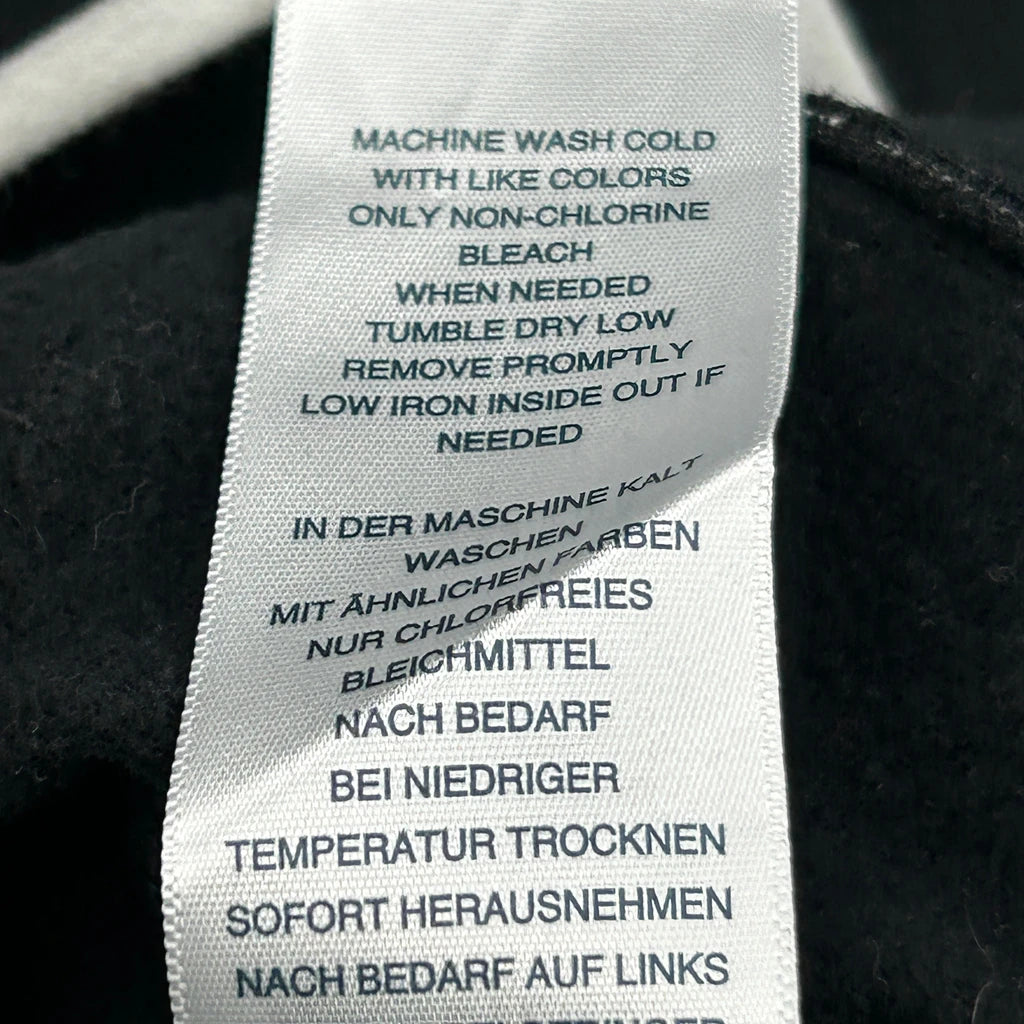 MACHINE WASH COLD
WITH LIKE COLORS
ONLY NON-CHLORINE
BLEACH
WHEN NEEDED
TUMBLE DRY LOW
REMOVE PROMPTLY
LOW IRON INSIDE OUT IF
NEEDED
IN DER MASCHINE KALT
WASCHEN
MIT ÄHNLICHEN FARBEN
NUR CHLORFREIES
BLEICHMITTEL
NACH BEDARF
BEI NIEDRIGER
TEMPERATUR TROCKNEN
SOFORT HERAUSNEHMEN
NACH BEDARF AUF LINKS